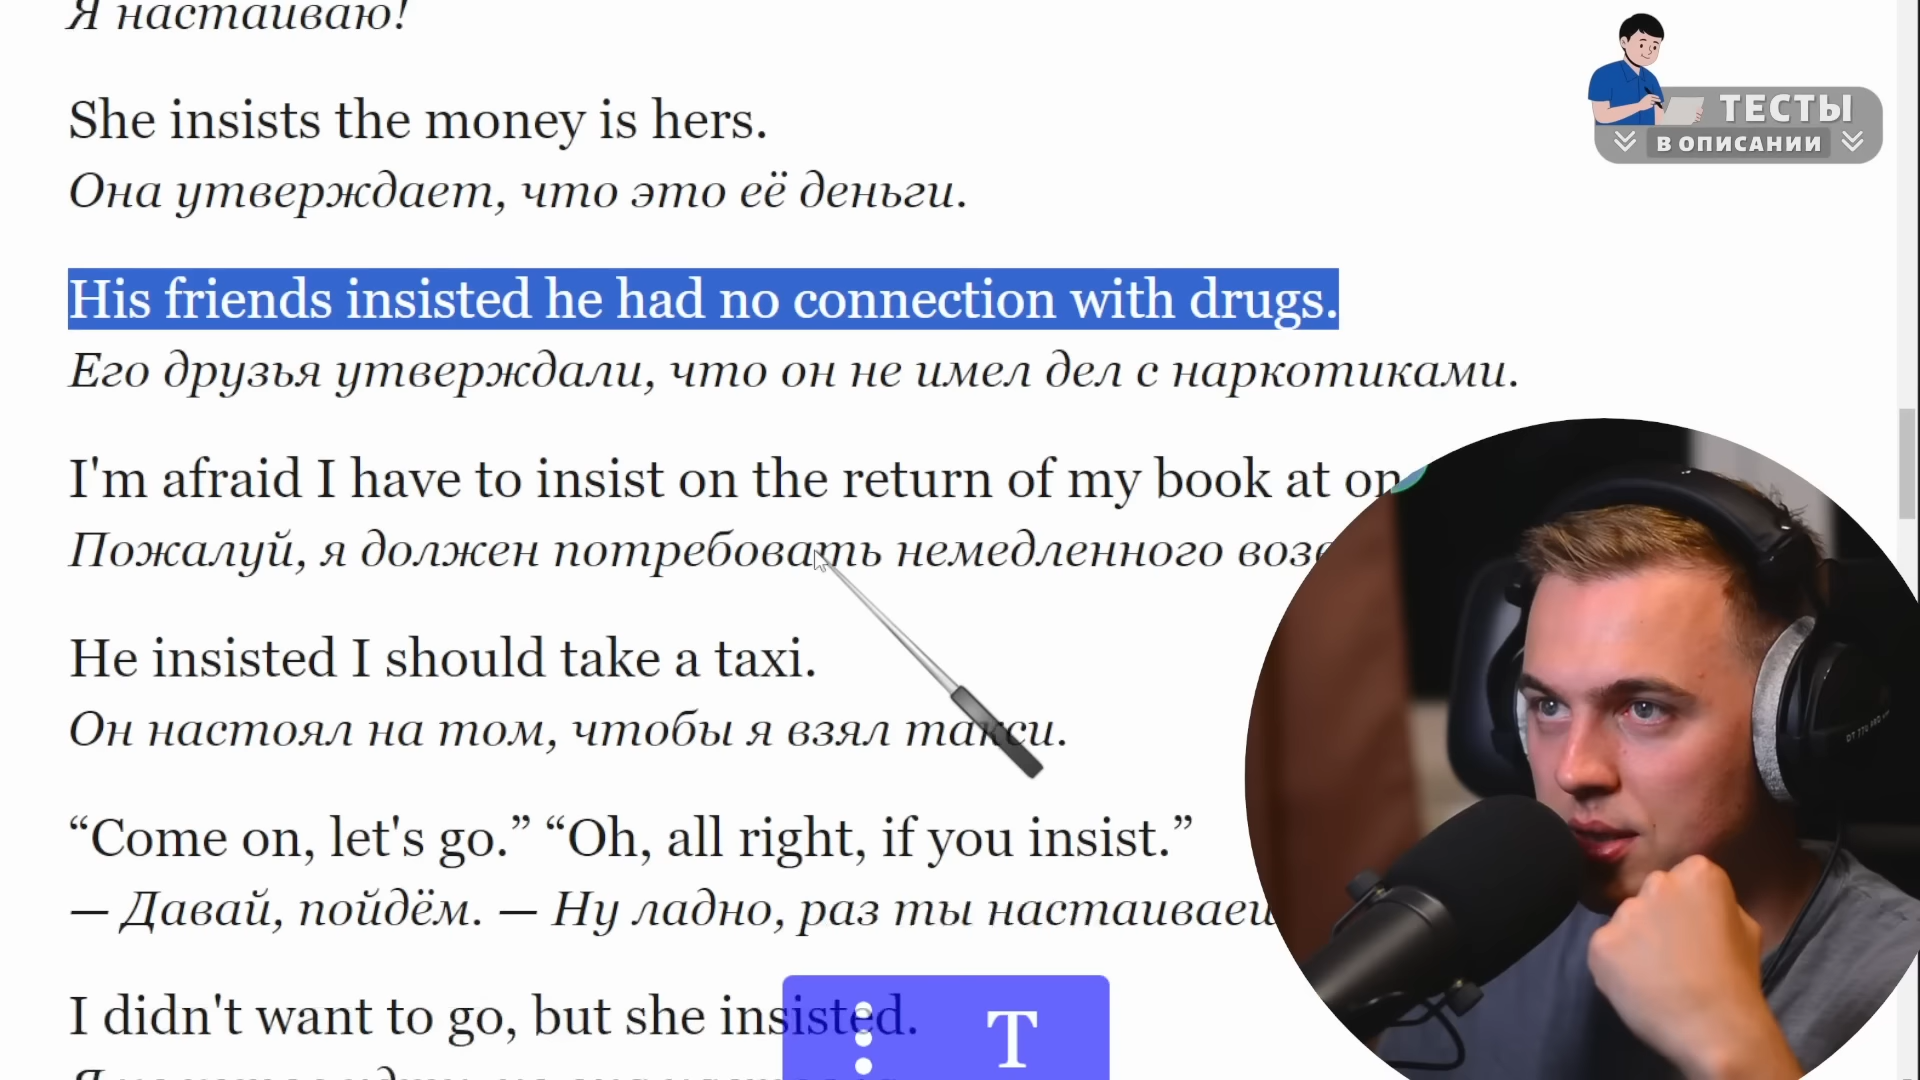 Я настаиваю!
She insists the money is hers.
Она утверждает, что это её деньги.
His friends insisted he had no connection with drugs.
Его друзья утверждали, что он не имел дел с наркотиками.
I'm afraid I have to insist on the return of my book at on
Пожалуй, я должен потребовать немедленного возв
He insisted I should take a taxi.
Он настоял на том, чтобы я взял такси.
“Come on, let's go.” “Oh, all right, if you insist.”
— Давай, пойдём. — Ну ладно, раз ты настаиваеш
I didn't want to go, but she insisted.
T
ТЕСТЫ
В ОПИСАНИИ